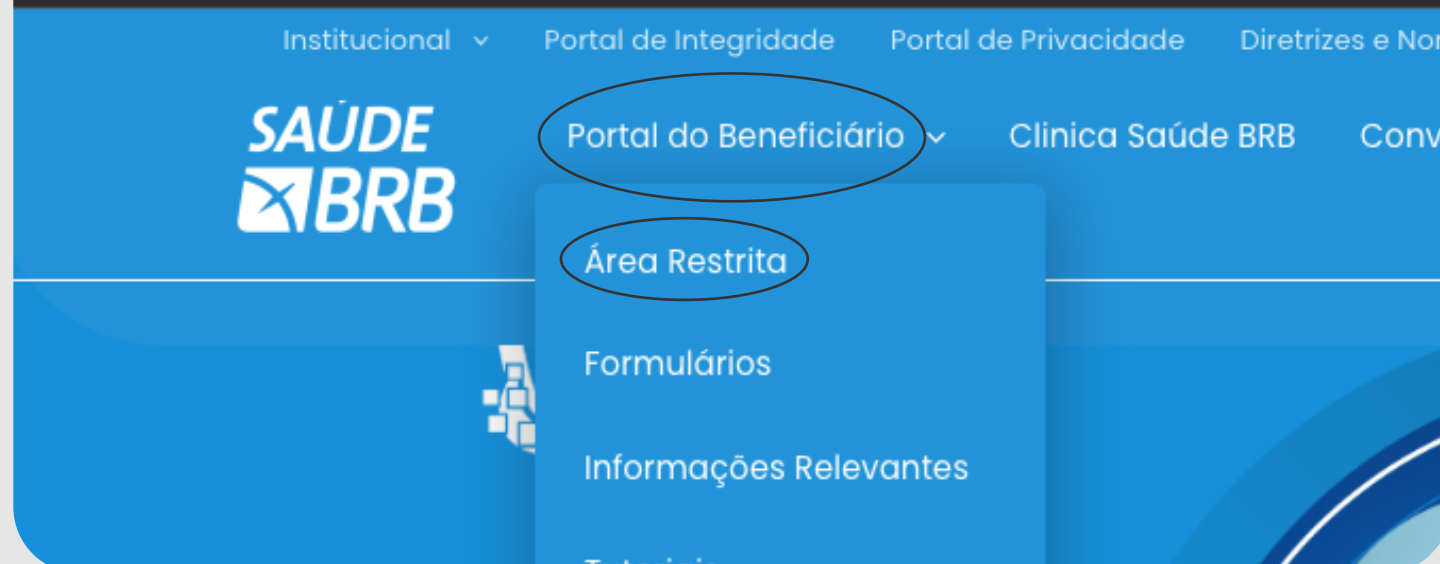 Institucional
Portal de Integridade
Portal de Privacidade
Diretrizes e
SAÚDE
BRB
Portal do Beneficiário
Clinica Saúde BRB
Área Restrita
Formulários
Informações Relevantes